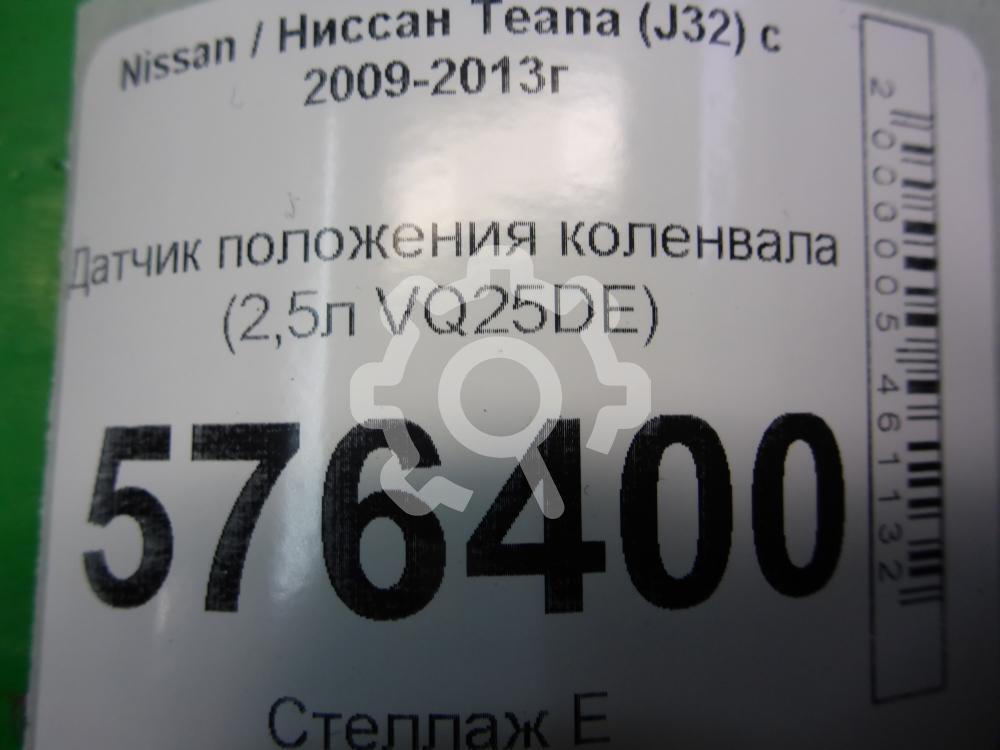 Nissan / Ниссан Teana (J32) с
2009-2013г
Датчик положения коленвала
(2,5л VQ25DE)
576400
Стеллаж Е
2000005461132